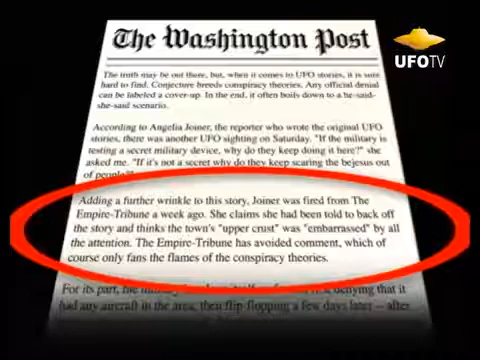 The Washington Post
UFOTV
The truth may be out there, but, when it comes to UFO stories, it is sure
hard to find. Conjecture breeds conspiracy theories. Any official denial
can be labeled a cover-up. In the end, it often boils down to a he-said-
she-said scenario.
According to Angelia Joiner, the reporter who wrote the original UFO
stories, there was another UFO sighting on Saturday. "If the military is
testing a secret military device, why do they keep doing it here?" she
asked me. "If it's not a secret why do they keep scaring the bejesus out
of people?"
Adding a further wrinkle to this story, Joiner was fired from The
Empire-Tribune a week ago. She claims she had been told to back off
the story and thinks the town's "upper crust" was "embarrassed" by all
the attention. The Empire-Tribune has avoided comment, which of
course only fans the flames of the conspiracy theories.
For its part, the military denying that it
had any aircraft in the area, then flip-flopping a few days later – after